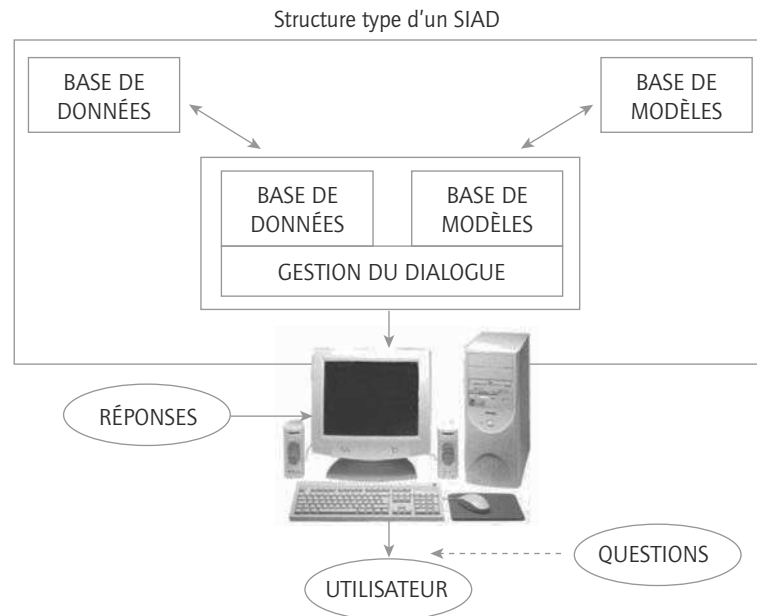 Structure type d'un SIAD
BASE DE
DONNÉES
BASE DE
MODÈLES
BASE DE
DONNÉES
BASE DE
MODÈLES
GESTION DU DIALOGUE
RÉPONSES
QUESTIONS
UTILISATEUR